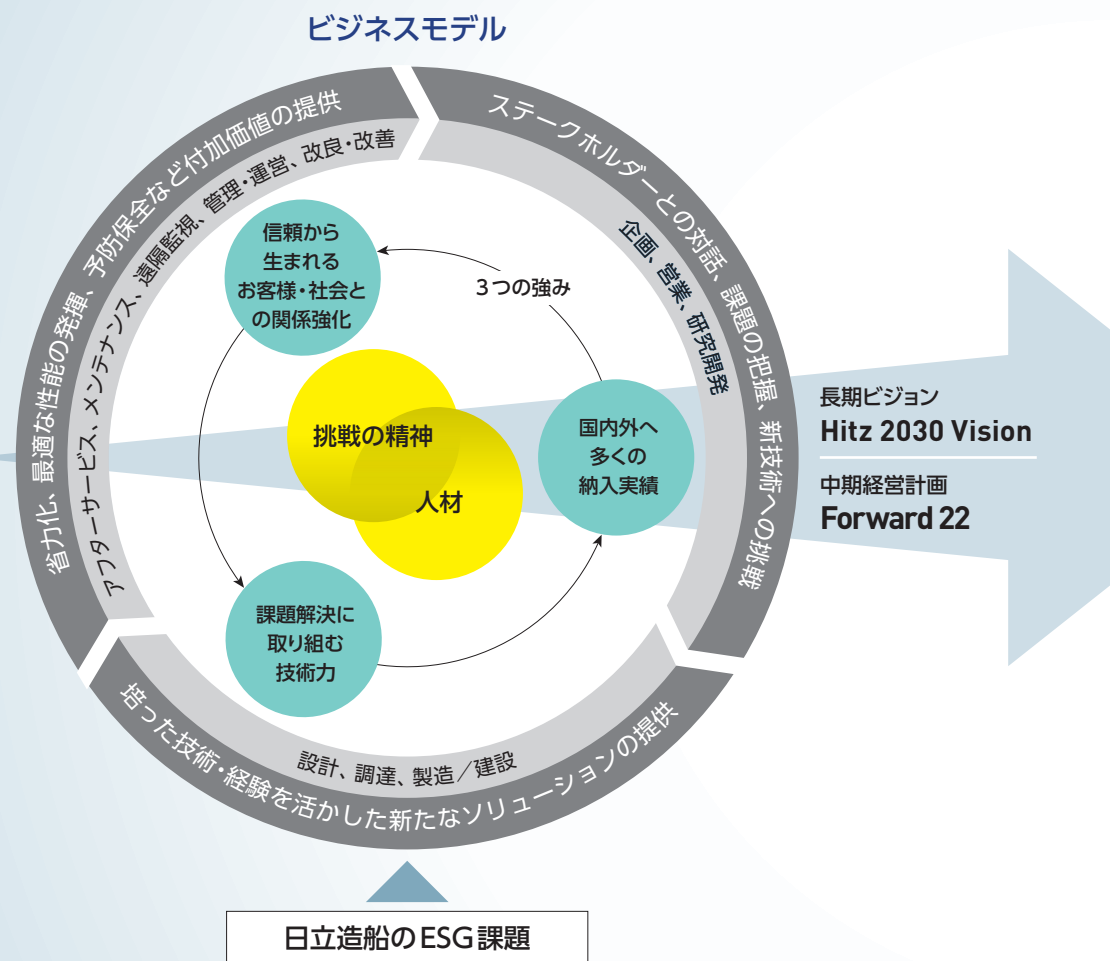 ビジネスモデル
省力化、最適な性能の発揮、予防保全など付加価値の提供
アフターサービス、メンテナンス、遠隔監視、管理・運営、改良・改善
ステークホルダーとの対話、課題の把握、新技術への挑戦
企画、営業、研究開発
信頼から
生まれる
お客様・社会と
の関係強化
3つの強み
挑戦の精神
人材
国内外へ
多くの
納入実績
課題解決に
取り組む
技術力
設計、調達、製造／建設
培った技術・経験を活かした新たなソリューションの提供
長期ビジョン
Hitz 2030 Vision
中期経営計画
Forward 22
日立造船のESG課題